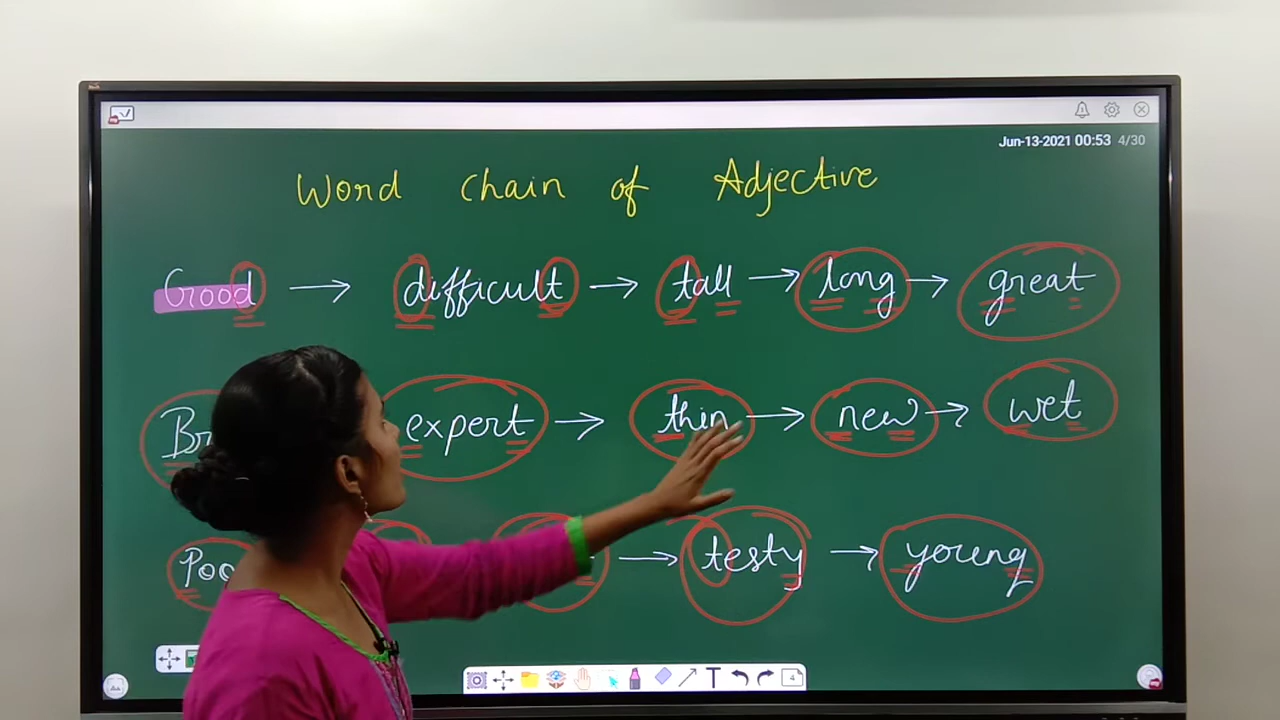 Jun-13-2021 00:53 4/30
Word chain of Adjective
Good → difficult → tall → long → great
expert → thin → new → wet
→ testy → young
T 4